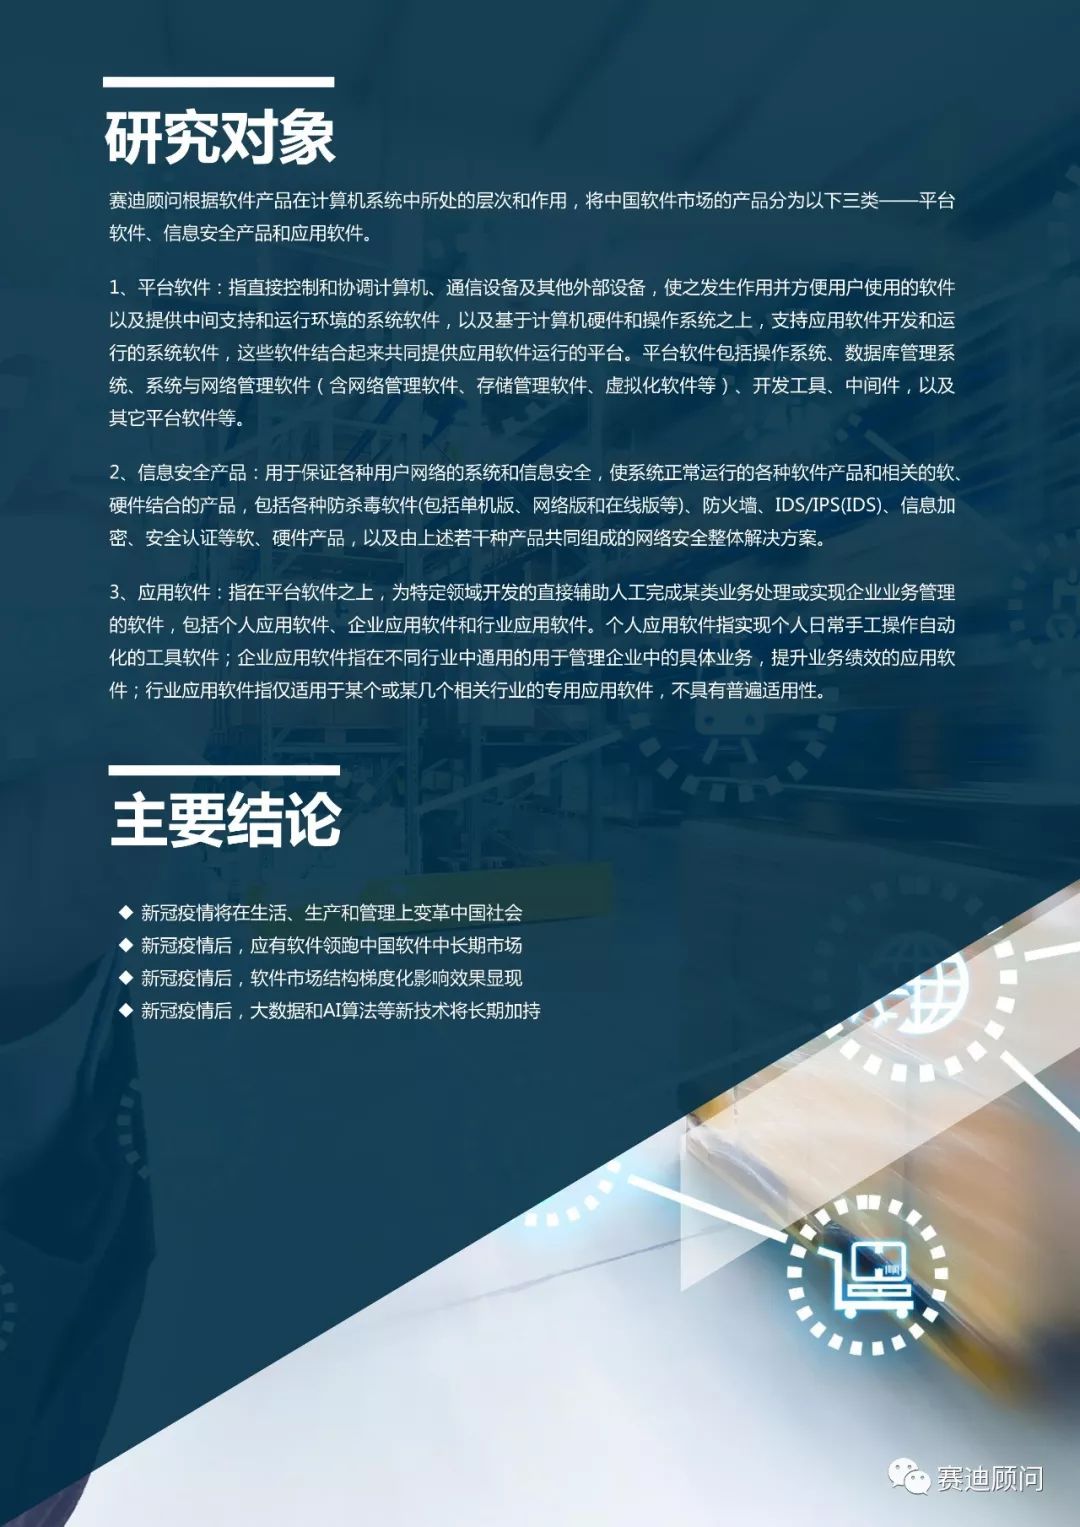 研究对象
赛迪顾问根据软件产品在计算机系统中所处的层次和作用，将中国软件市场的产品分为以下三类——平台
软件、信息安全产品和应用软件。
1、平台软件：指直接控制和协调计算机、通信设备及其他外部设备，使之发生作用并方便用户使用的软件
以及提供中间支持和运行环境的系统软件，以及基于计算机硬件和操作系统之上，支持应用软件开发和运
行的系统软件，这些软件结合起来共同提供应用软件运行的平台。平台软件包括操作系统、数据库管理系
统、系统与网络管理软件（含网络管理软件、存储管理软件、虚拟化软件等）、开发工具、中间件，以及
其它平台软件等。
2、信息安全产品：用于保证各种用户网络的系统和信息安全，使系统正常运行的各种软件产品和相关的软、
硬件结合的产品，包括各种防杀毒软件(包括单机版、网络版和在线版等)、防火墙、IDS/IPS(IDS)、信息加
密、安全认证等软、硬件产品，以及由上述若干种产品共同组成的网络安全整体解决方案。
3、应用软件：指在平台软件之上，为特定领域开发的直接辅助人工完成某类业务处理或实现企业业务管理
的软件，包括个人应用软件、企业应用软件和行业应用软件。个人应用软件指实现个人日常手工操作自动
化的工具软件；企业应用软件指在不同行业中通用的用于管理企业中的具体业务，提升业务绩效的应用软
件；行业应用软件指仅适用于某个或某几个相关行业的专用应用软件，不具有普遍适用性。
主要结论
◆ 新冠疫情将在生活、生产和管理上变革中国社会
◆ 新冠疫情后，应有软件领跑中国软件中长期市场
◆ 新冠疫情后，软件市场结构梯度化影响效果显现
◆ 新冠疫情后，大数据和AI算法等新技术将长期加持
赛迪顾问